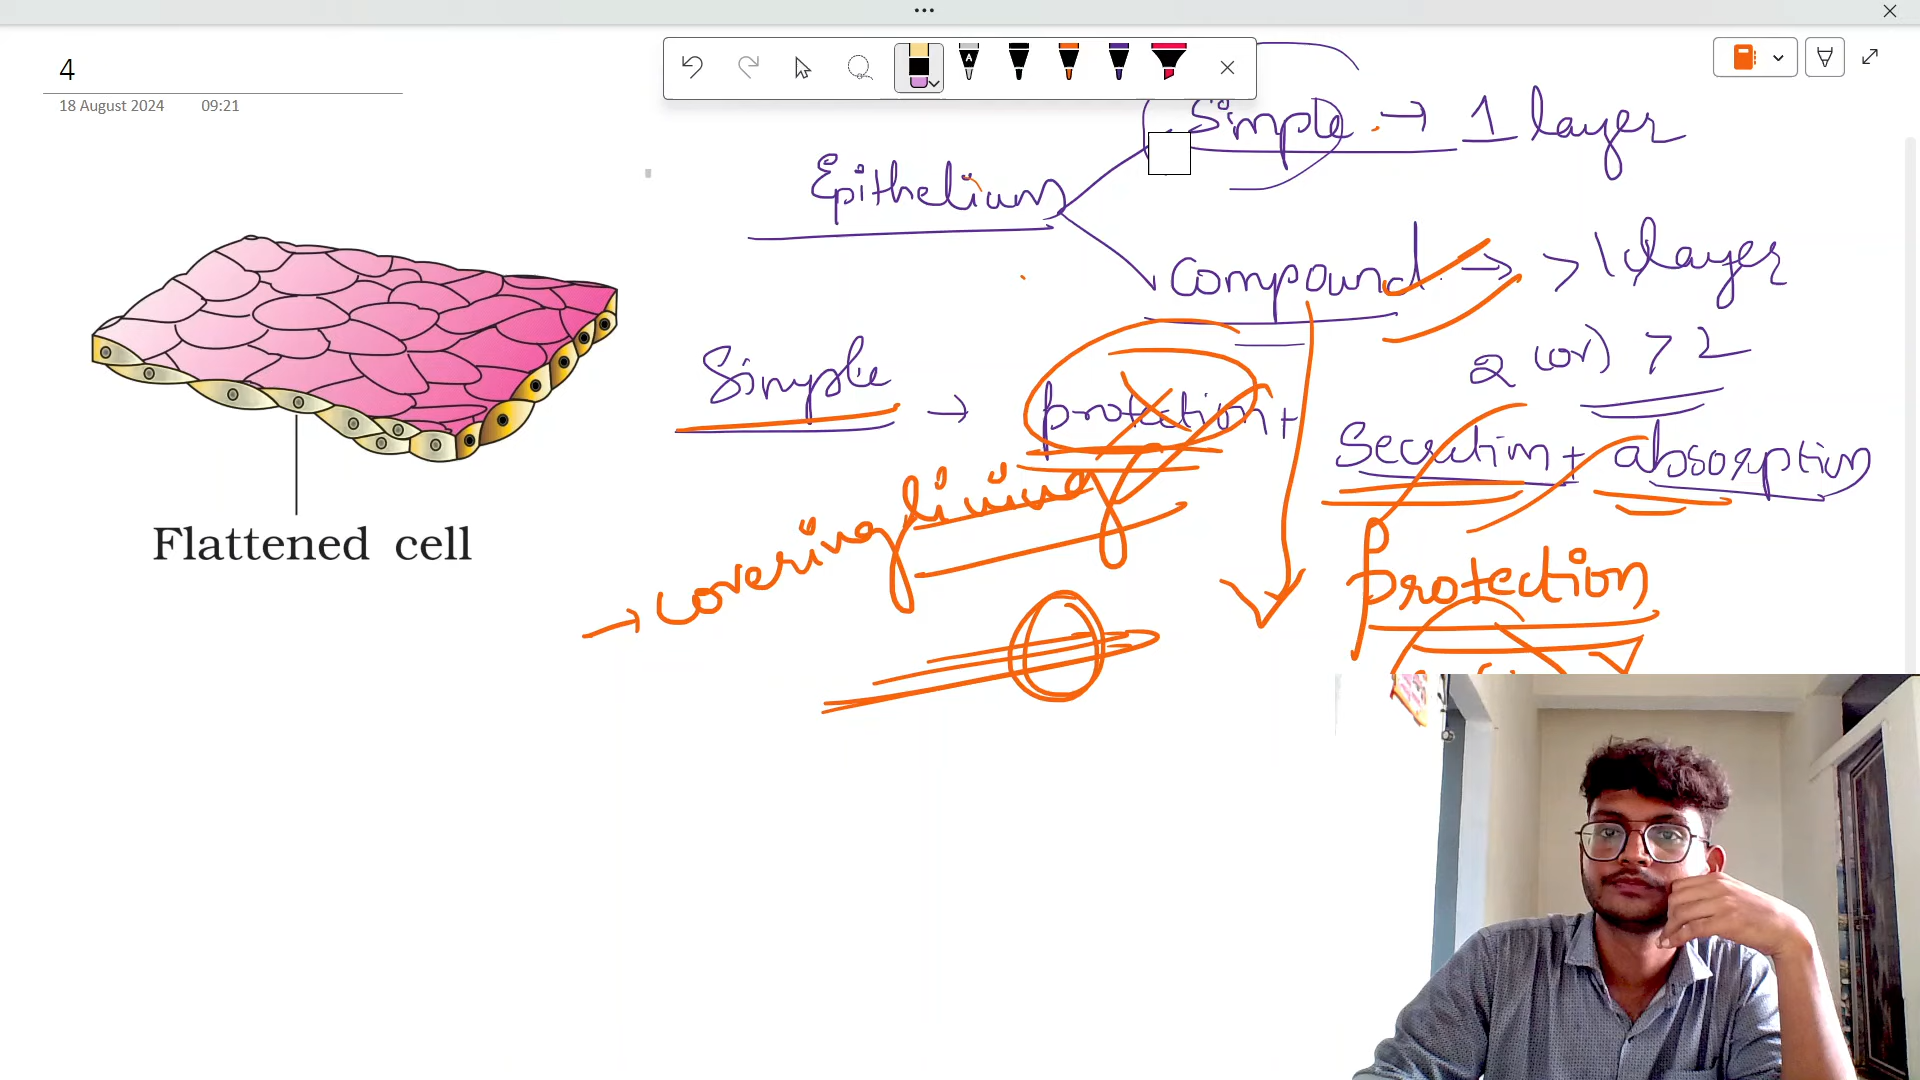 4
18 August 2024 09:21
A
Simple → 1 layer
Epithelium
Compound → > 1 layer
2 (or) > 2
Simple → protection +
Secretion + absorption
→ covering lining
protection
Flattened cell